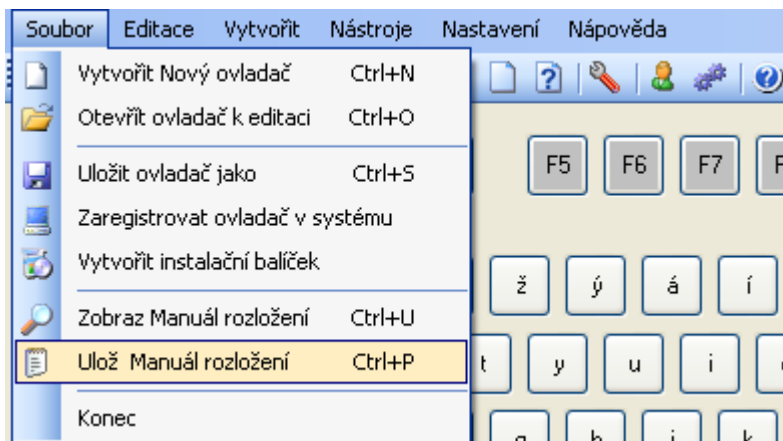 Soubor Editace Vytvořit Nástroje Nastavení Nápověda
Vytvořit Nový ovladač Ctrl+N
Otevřít ovladač k editaci Ctrl+O
F5 F6 F7
Uložit ovladač jako Ctrl+S
Zaregistrovat ovladač v systému
Vytvořit instalační balíček
ž ý á í
Zobraz Manuál rozložení Ctrl+U
Ulož Manuál rozložení Ctrl+P
t y u i
Konec